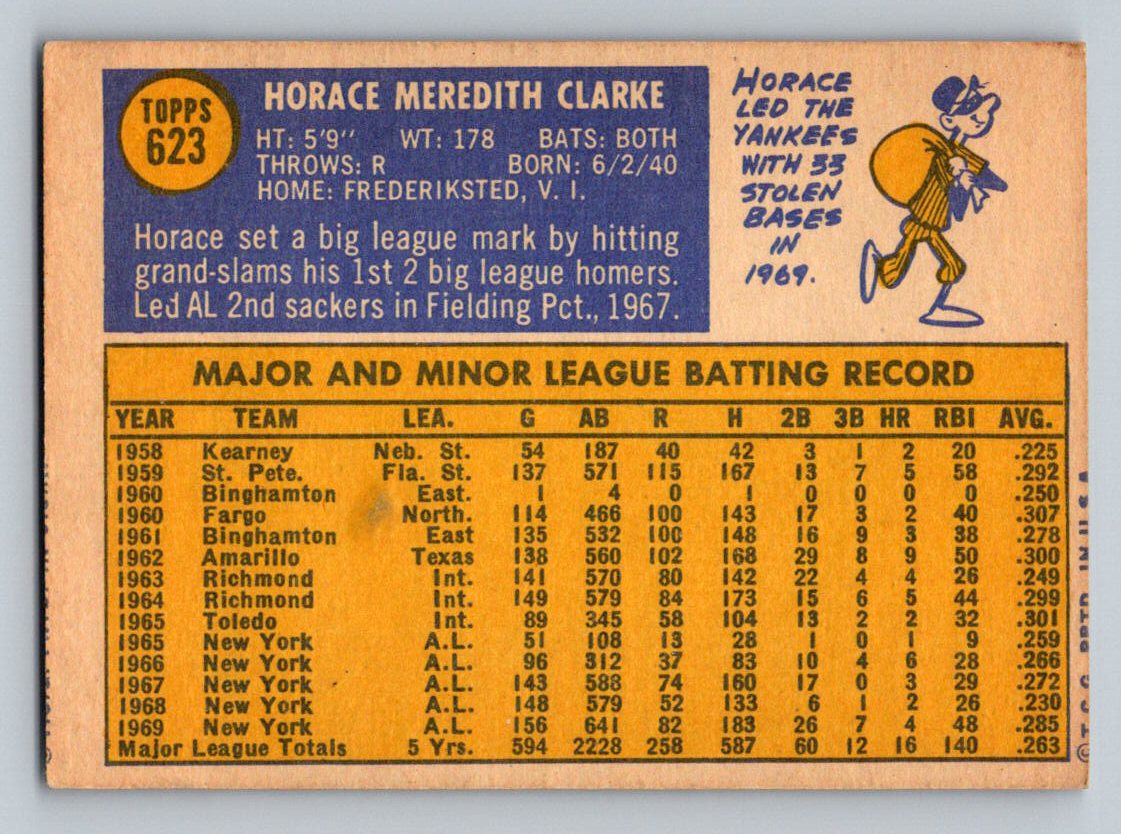 TOPPS
623
HORACE MEREDITH CLARKE
HT: 5'9" WT: 178 BATS: BOTH
THROWS: R BORN: 6/2/40
HOME: FREDERIKSTED, V. I.
Horace set a big league mark by hitting
grand-slams his 1st 2 big league homers.
Led AL 2nd sackers in Fielding Pct., 1967.
HORACE
LED THE
YANKEES
WITH 33
STOLEN
BASES
IN
1969.
MAJOR AND MINOR LEAGUE BATTING RECORD
YEAR TEAM LEA. G AB R H 2B 3B HR RBI AVG.
1958 Kearney Neb. St. 54 187 40 42 3 1 2 20 .225
1959 St. Pete. Fla. St. 137 571 115 167 13 7 5 58 .292
1960 Binghamton East. 1 4 0 1 0 0 0 0 .250
1960 Fargo North. 114 466 100 143 17 3 2 40 .307
1961 Binghamton East 135 532 100 148 16 9 3 38 .278
1962 Amarillo Texas 138 560 102 168 29 8 9 50 .300
1963 Richmond Int. 141 570 80 142 22 4 4 26 .249
1964 Richmond Int. 149 579 84 173 15 6 5 44 .299
1965 Toledo Int. 89 345 58 104 13 2 2 32 .301
1965 New York A.L. 51 108 13 28 1 0 1 9 .259
1966 New York A.L. 96 312 37 83 10 4 6 28 .266
1967 New York A.L. 143 588 74 160 17 0 3 29 .272
1968 New York A.L. 148 579 52 133 6 1 2 26 .230
1969 New York A.L. 156 641 82 183 26 7 4 48 .285
Major League Totals 5 Yrs. 594 2228 258 587 60 12 16 140 .263
© T.C.G. PRTD. IN U.S.A.